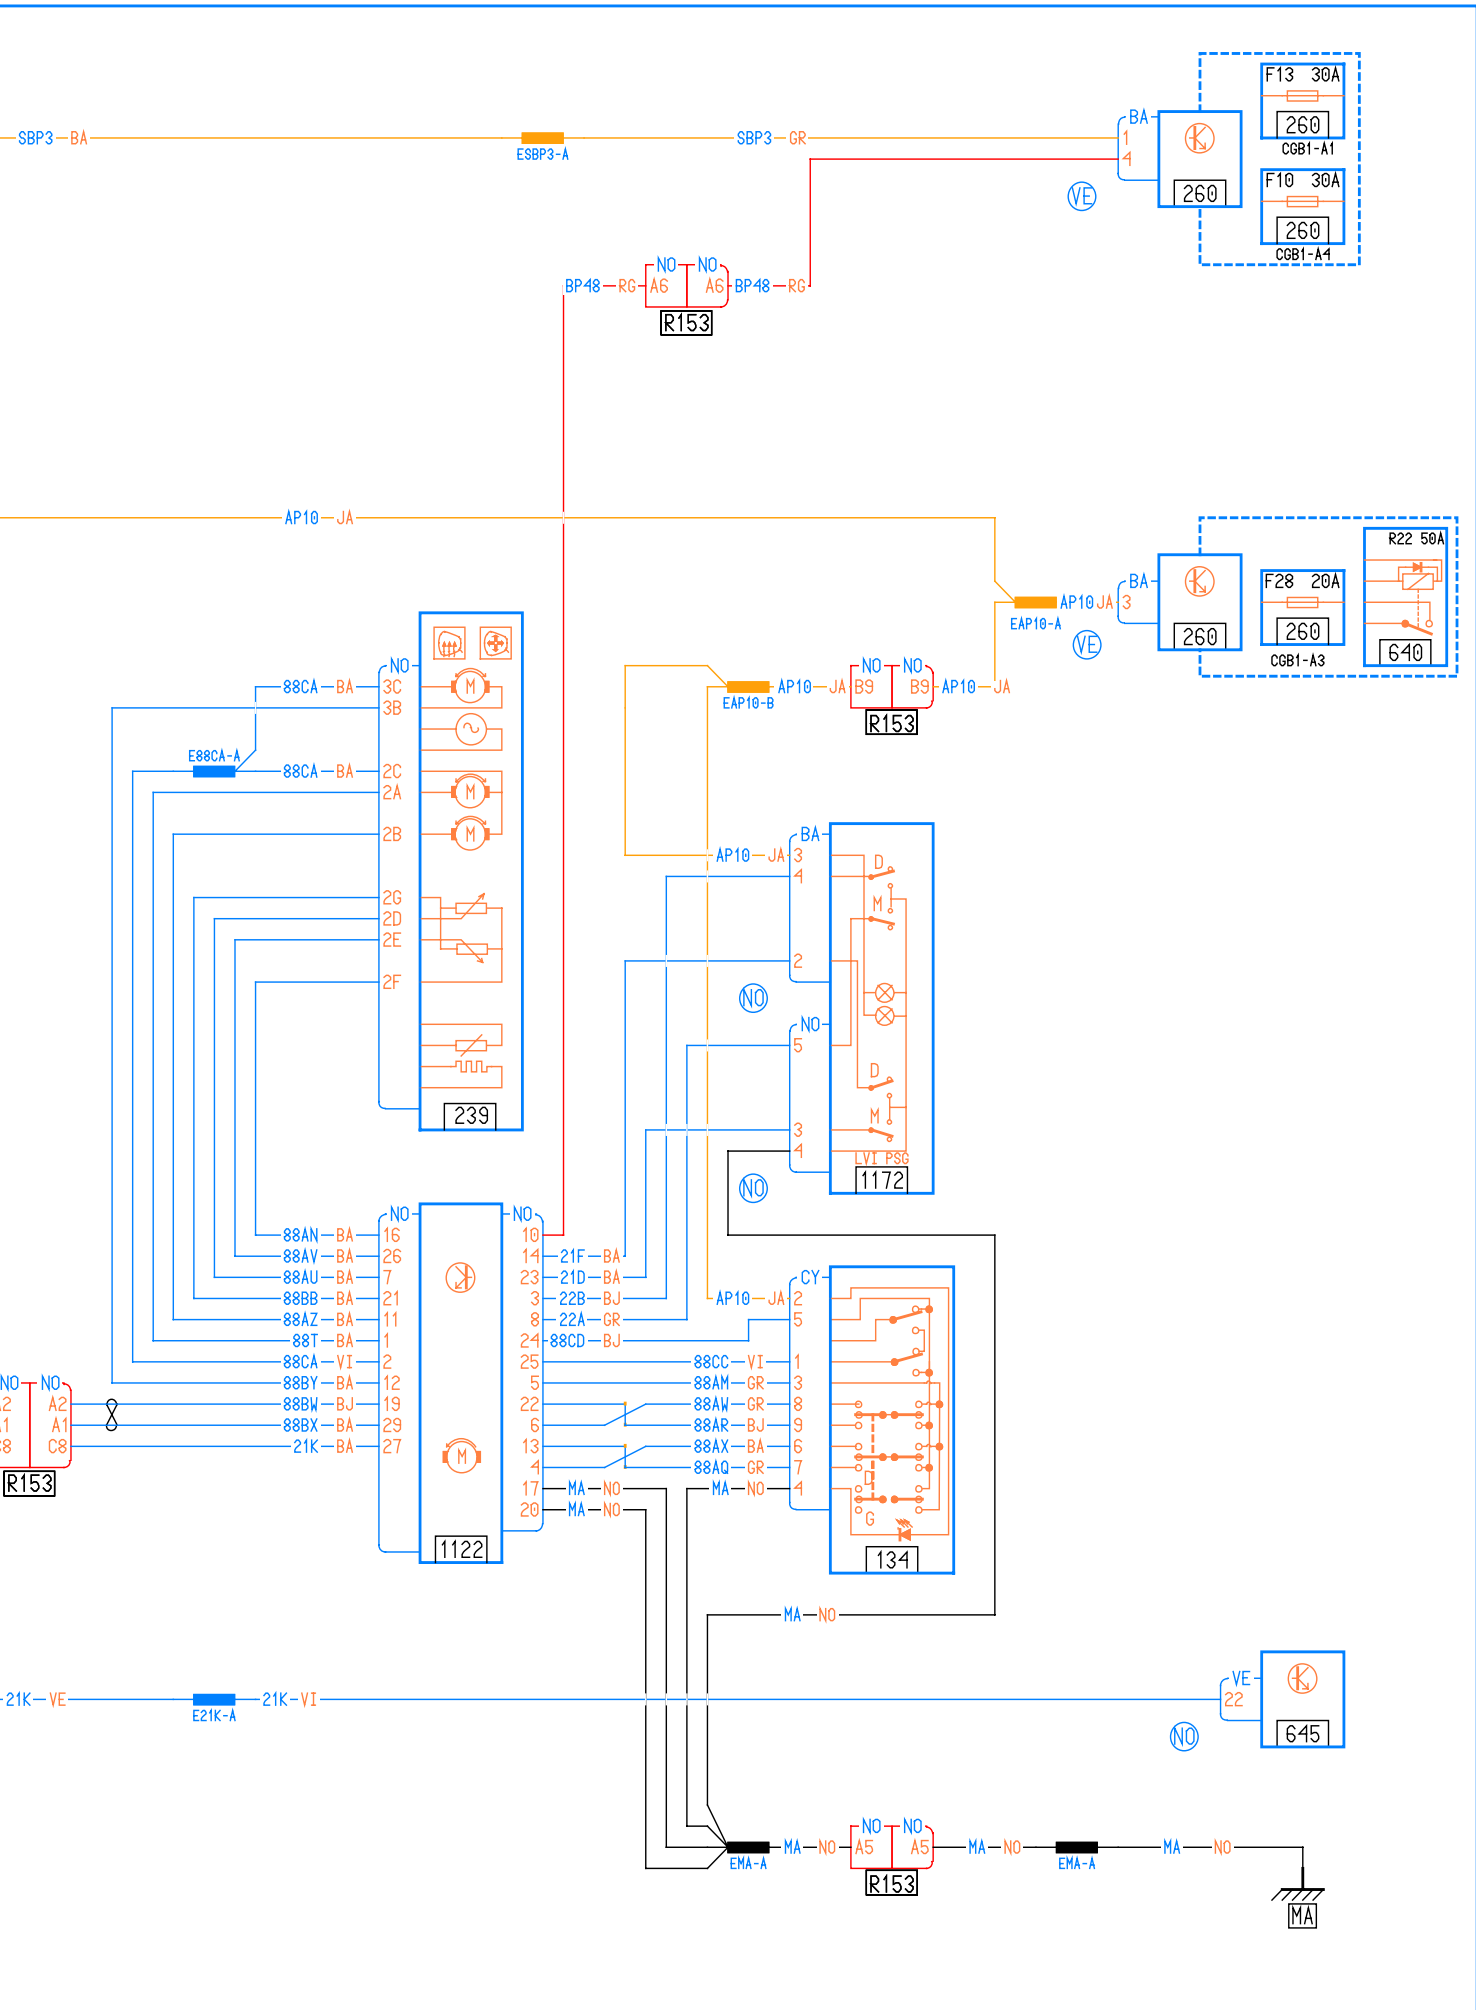 F13 30A
260
CGB1-A1
F10 30A
260
CGB1-A4
BA
1
4
260
VE
SBP3 BA
ESBP3-A
SBP3 GR
NO NO
BP48 RG A6 A6 BP48 RG
R153
AP10 JA
R22 50A
640
F28 20A
260
CGB1-A3
BA
EAP10-A
AP10 JA 3
260
VE
NO NO
EAP10-B
AP10 JA B9 B9 AP10 JA
R153
NO
88CA BA 3C
3B
E88CA-A
88CA BA 2C
2A
2B
2G
2D
2E
2F
M
M
M
239
BA
AP10 JA 3
4
2
NO
NO
5
3
4
NO
D
M
D
M
LVI PSG
1172
NO NO
88AN BA 16
88AV BA 26
88AU BA 7
88BB BA 21
88AZ BA 11
88T BA 1
88CA VI 2
88BY BA 12
88BW BJ 19
88BX BA 29
21K BA 27
M
1122
10
14 21F BA
23 21D BA
3 22B BJ
8 22A GR
24 88CD BJ
25
5
22
6
13
4
17 MA NO
20 MA NO
CY
AP10 JA 2
5
88CC VI 1
88AM GR 3
88AW GR 8
88AR BJ 9
88AX BA 6
88AQ GR 7
MA NO 4
D
G
134
NO NO
A2 A2
A1 A1
C8 C8
R153
MA NO
21K VE
E21K-A
21K VI
VE
22
645
NO
NO NO
EMA-A
MA NO A5 A5 MA NO
R153
EMA-A
MA NO
MA